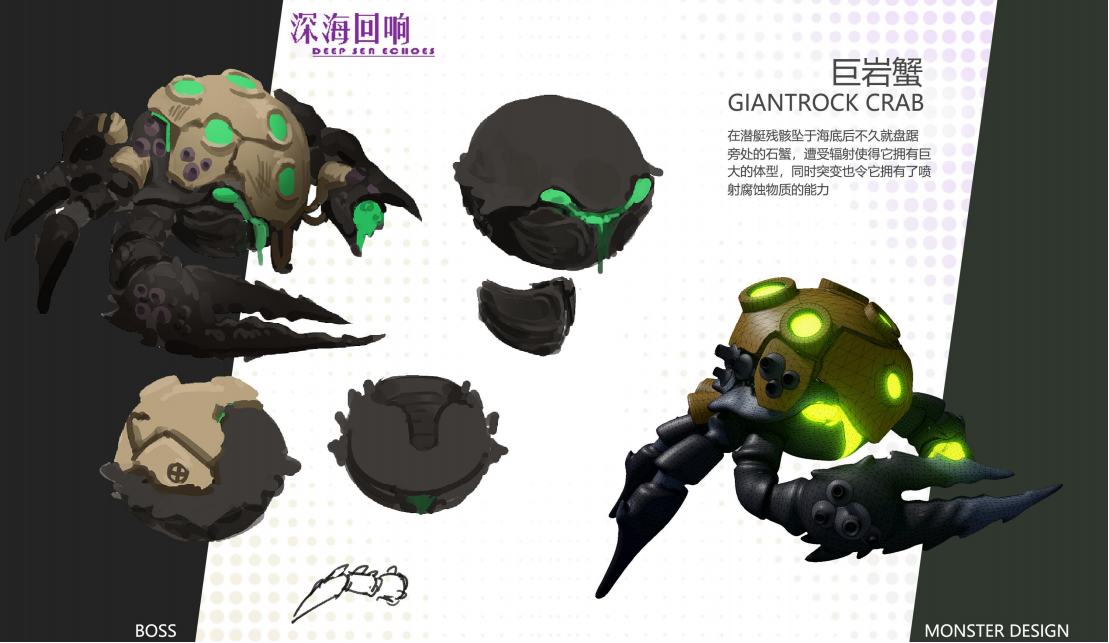 深海回响
DEEP SEA ECHOES
巨岩蟹
GIANTROCK CRAB
在潜艇残骸坠于海底后不久就盘踞
旁处的石蟹，遭受辐射使得它拥有巨
大的体型，同时突变也令它拥有了喷
射腐蚀物质的能力
BOSS
MONSTER DESIGN